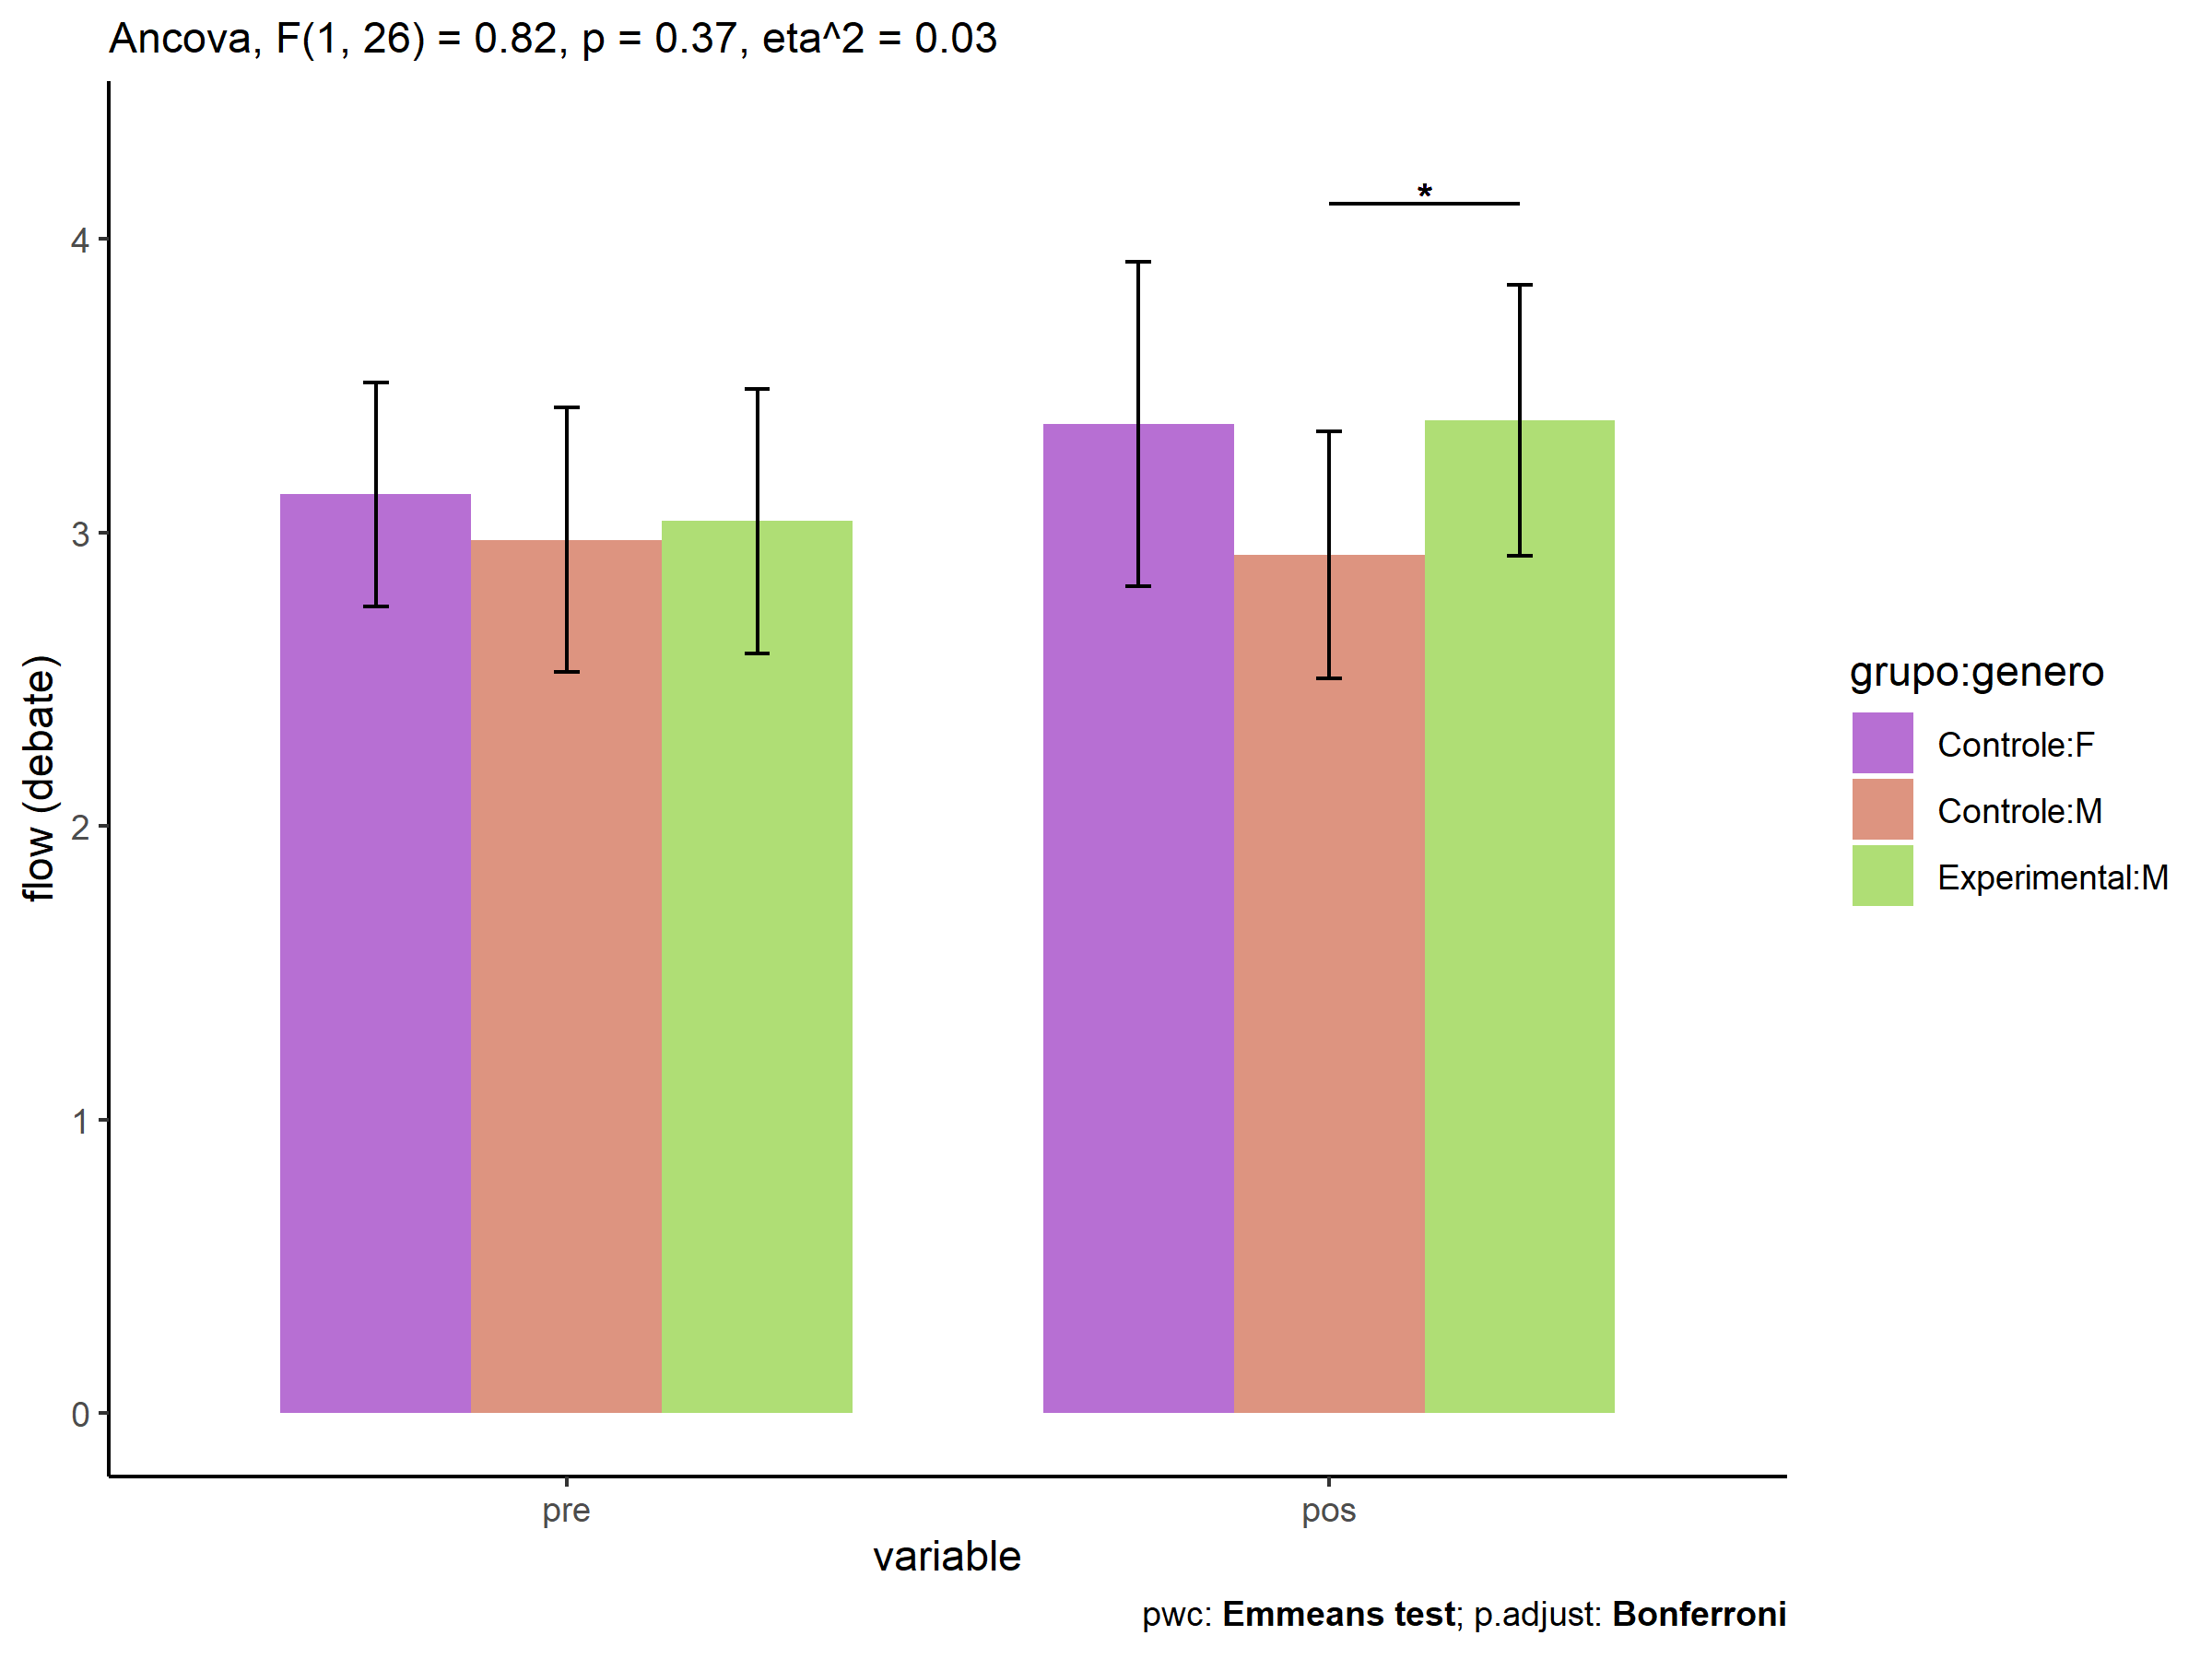 Ancova, F(1, 26) = 0.82, p = 0.37, eta^2 = 0.03
*
4
3
2
1
0
flow (debate)
pre
pos
variable
grupo:genero
Controle:F
Controle:M
Experimental:M
pwc: Emmeans test; p.adjust: Bonferroni